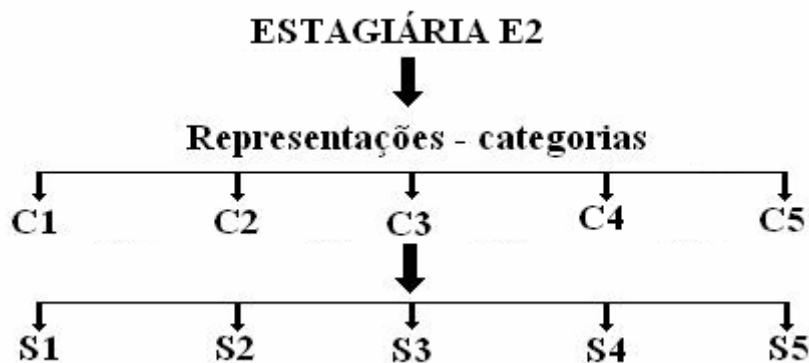 ESTAGIÁRIA E2
Representações - categorias
C1 C2 C3 C4 C5
S1 S2 S3 S4 S5